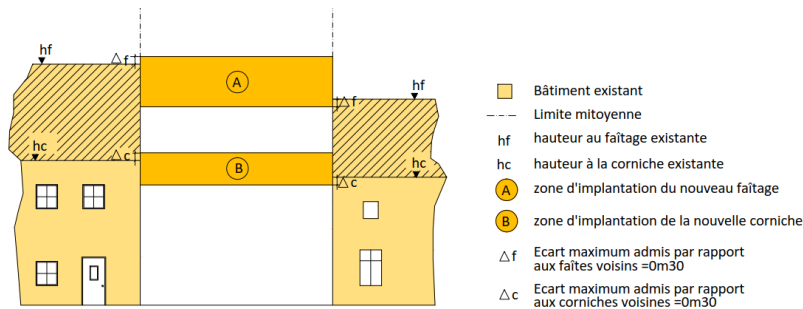 hf
△f
A
hf
△f
hc
△c
B
hc
△c
Bâtiment existant
Limite mitoyenne
hf hauteur au faîtage existante
hc hauteur à la corniche existante
A zone d'implantation du nouveau faîtage
B zone d'implantation de la nouvelle corniche
△f Ecart maximum admis par rapport
aux faîtes voisins =0m30
△c Ecart maximum admis par rapport
aux corniches voisines =0m30